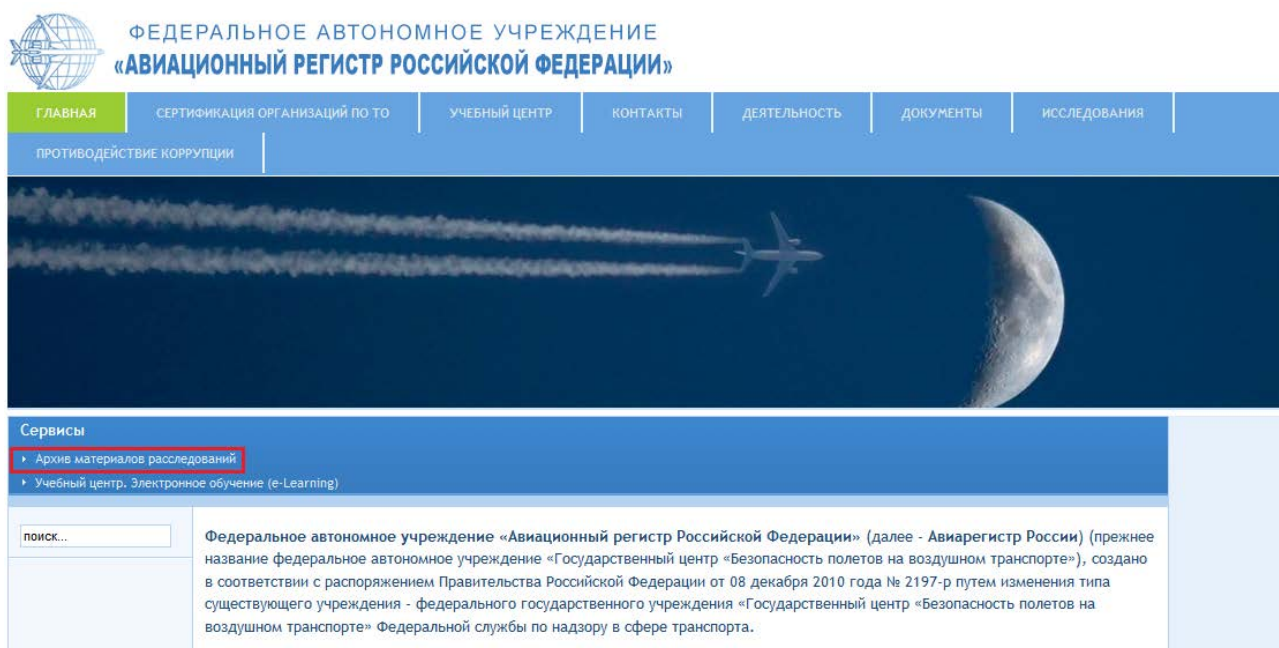 ФЕДЕРАЛЬНОЕ АВТОНОМНОЕ УЧРЕЖДЕНИЕ
«АВИАЦИОННЫЙ РЕГИСТР РОССИЙСКОЙ ФЕДЕРАЦИИ»
ГЛАВНАЯ СЕРТИФИКАЦИЯ ОРГАНИЗАЦИЙ ПО ТО УЧЕБНЫЙ ЦЕНТР КОНТАКТЫ ДЕЯТЕЛЬНОСТЬ ДОКУМЕНТЫ ИССЛЕДОВАНИЯ
ПРОТИВОДЕЙСТВИЕ КОРРУПЦИИ
Сервисы
Архив материалов расследований
Учебный центр. Электронное обучение (e-Learning)
поиск...
Федеральное автономное учреждение «Авиационный регистр Российской Федерации» (далее - Авиарегистр России) (прежнее
название федеральное автономное учреждение «Государственный центр «Безопасность полетов на воздушном транспорте»), создано
в соответствии с распоряжением Правительства Российской Федерации от 08 декабря 2010 года № 2197-р путем изменения типа
существующего учреждения - федерального государственного учреждения «Государственный центр «Безопасность полетов на
воздушном транспорте» Федеральной службы по надзору в сфере транспорта.